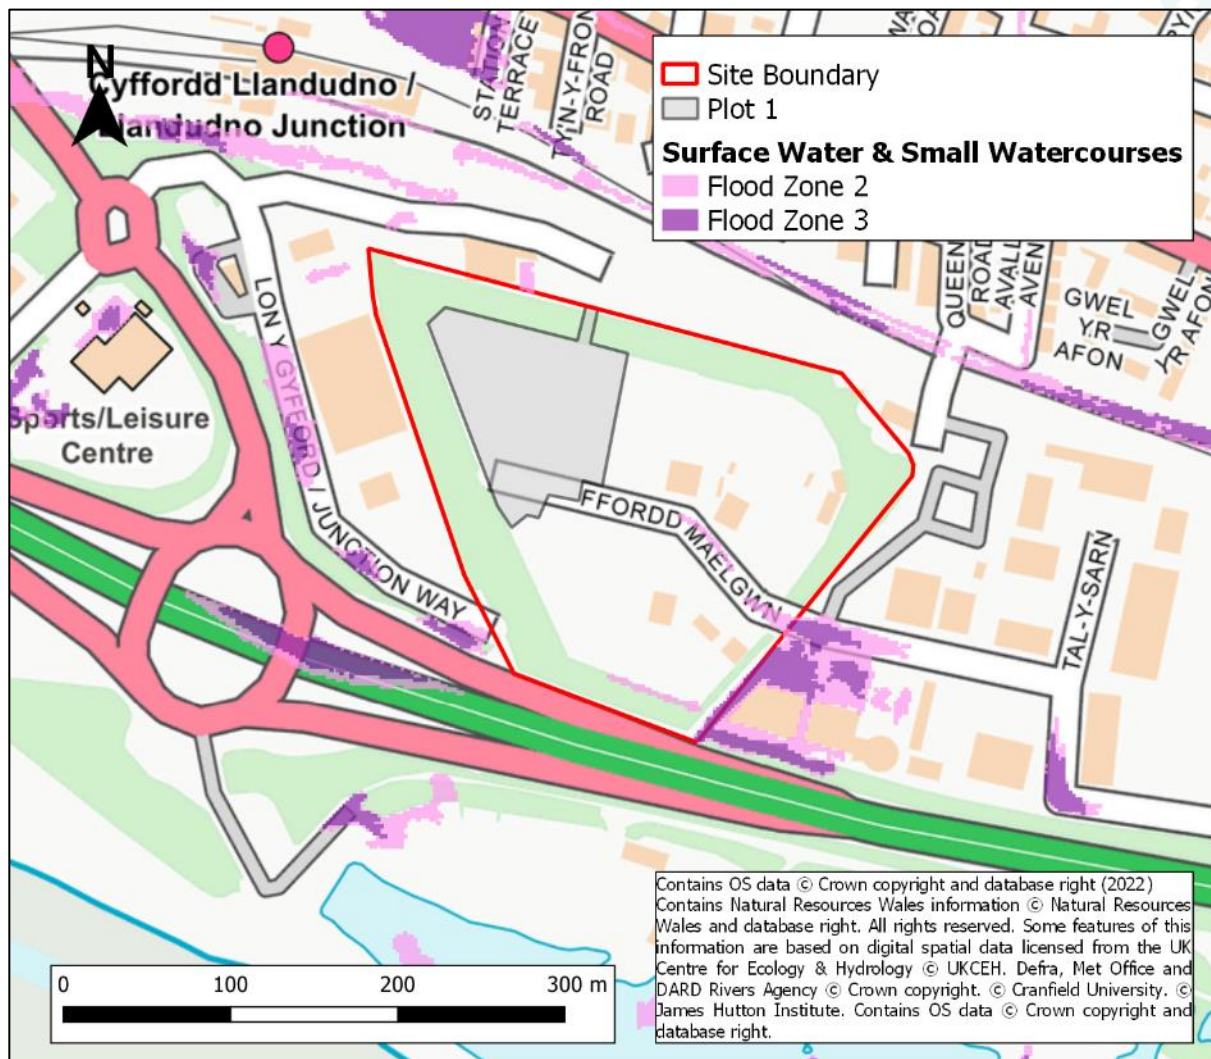 N
Cyffordd Llandudno /
Llandudno Junction
STATION
TERRACE
TY'N-Y-FRON
ROAD
Site Boundary
Plot 1
Surface Water & Small Watercourses
Flood Zone 2
Flood Zone 3
QUEEN
ROAD
AVALL
AVEN
GWEL
YR
AFON
GWEL
YR AFON
LON Y GYFFORD / JUNCTION WAY
Sports/Leisure
Centre
FFORDD MAELGWN
TAL-Y-SARN
0 100 200 300 m
Contains OS data © Crown copyright and database right (2022)
Contains Natural Resources Wales information © Natural Resources
Wales and database right. All rights reserved. Some features of this
information are based on digital spatial data licensed from the UK
Centre for Ecology & Hydrology © UKCEH. Defra, Met Office and
DARD Rivers Agency © Crown copyright. © Cranfield University. ©
James Hutton Institute. Contains OS data © Crown copyright and
database right.